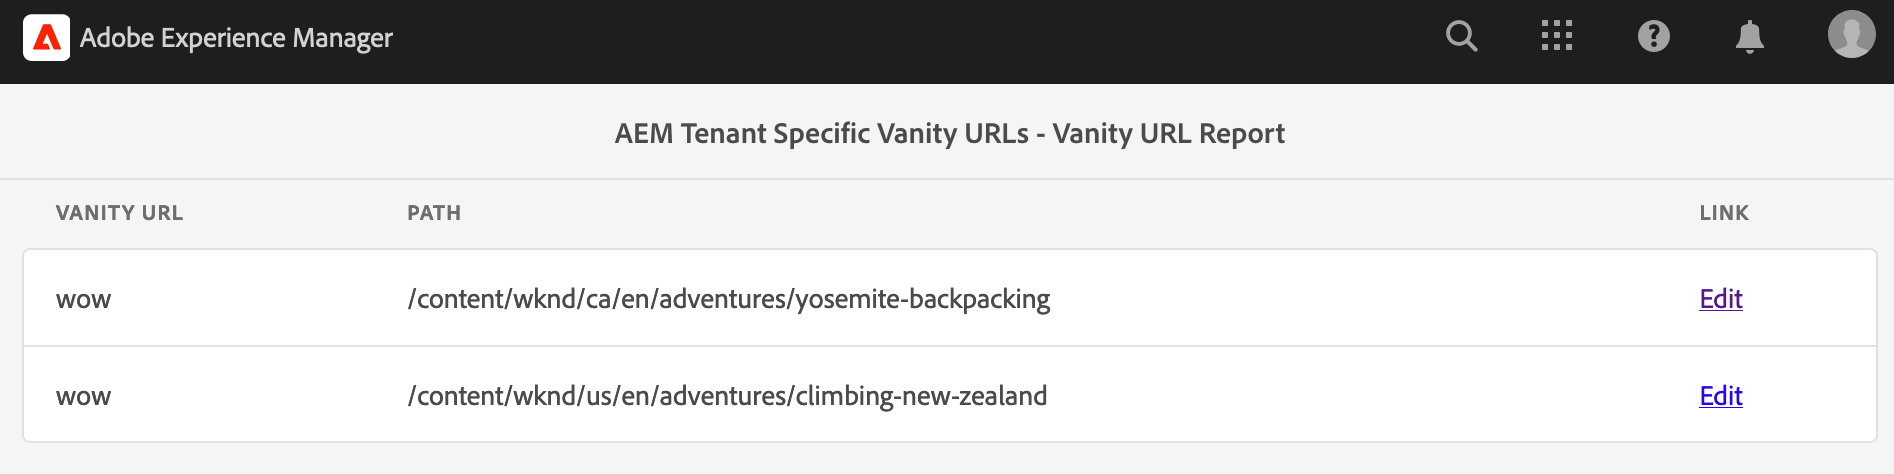 Adobe Experience Manager
AEM Tenant Specific Vanity URLs - Vanity URL Report
VANITY URL PATH LINK
wow /content/wknd/ca/en/adventures/yosemite-backpacking Edit
wow /content/wknd/us/en/adventures/climbing-new-zealand Edit